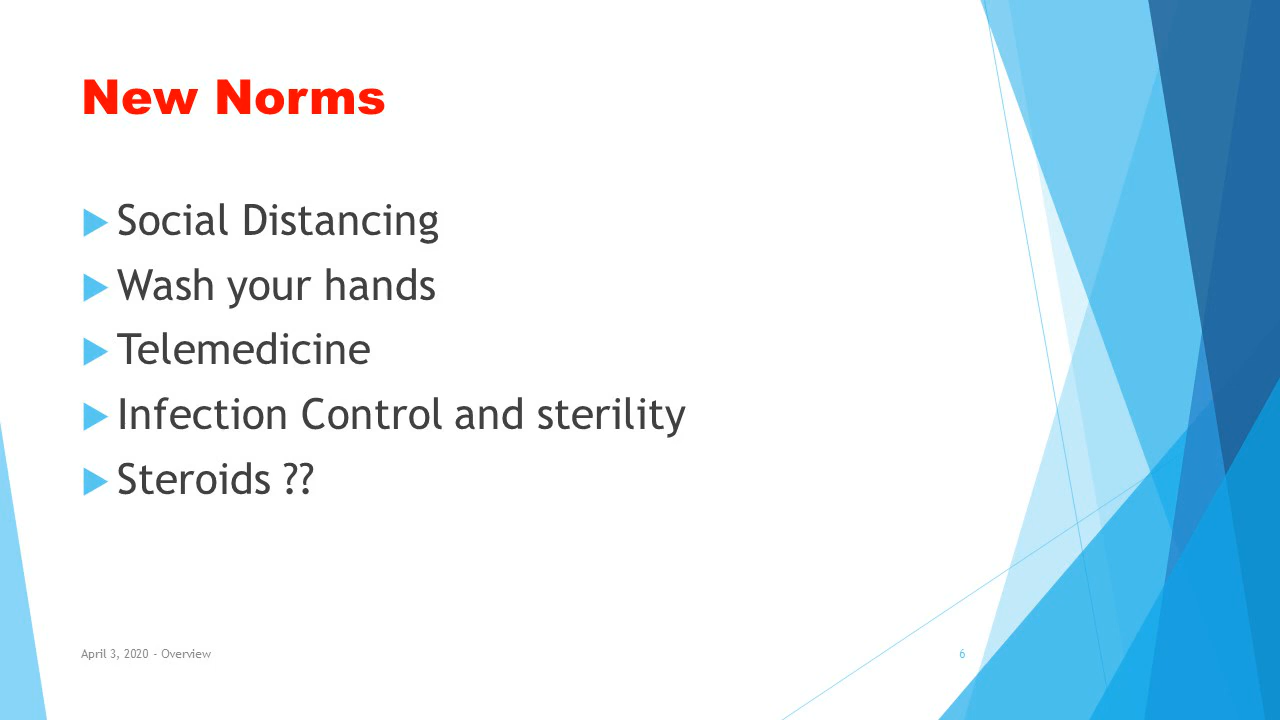 New Norms
Social Distancing
Wash your hands
Telemedicine
Infection Control and sterility
Steroids ??
April 3, 2020 - Overview
6